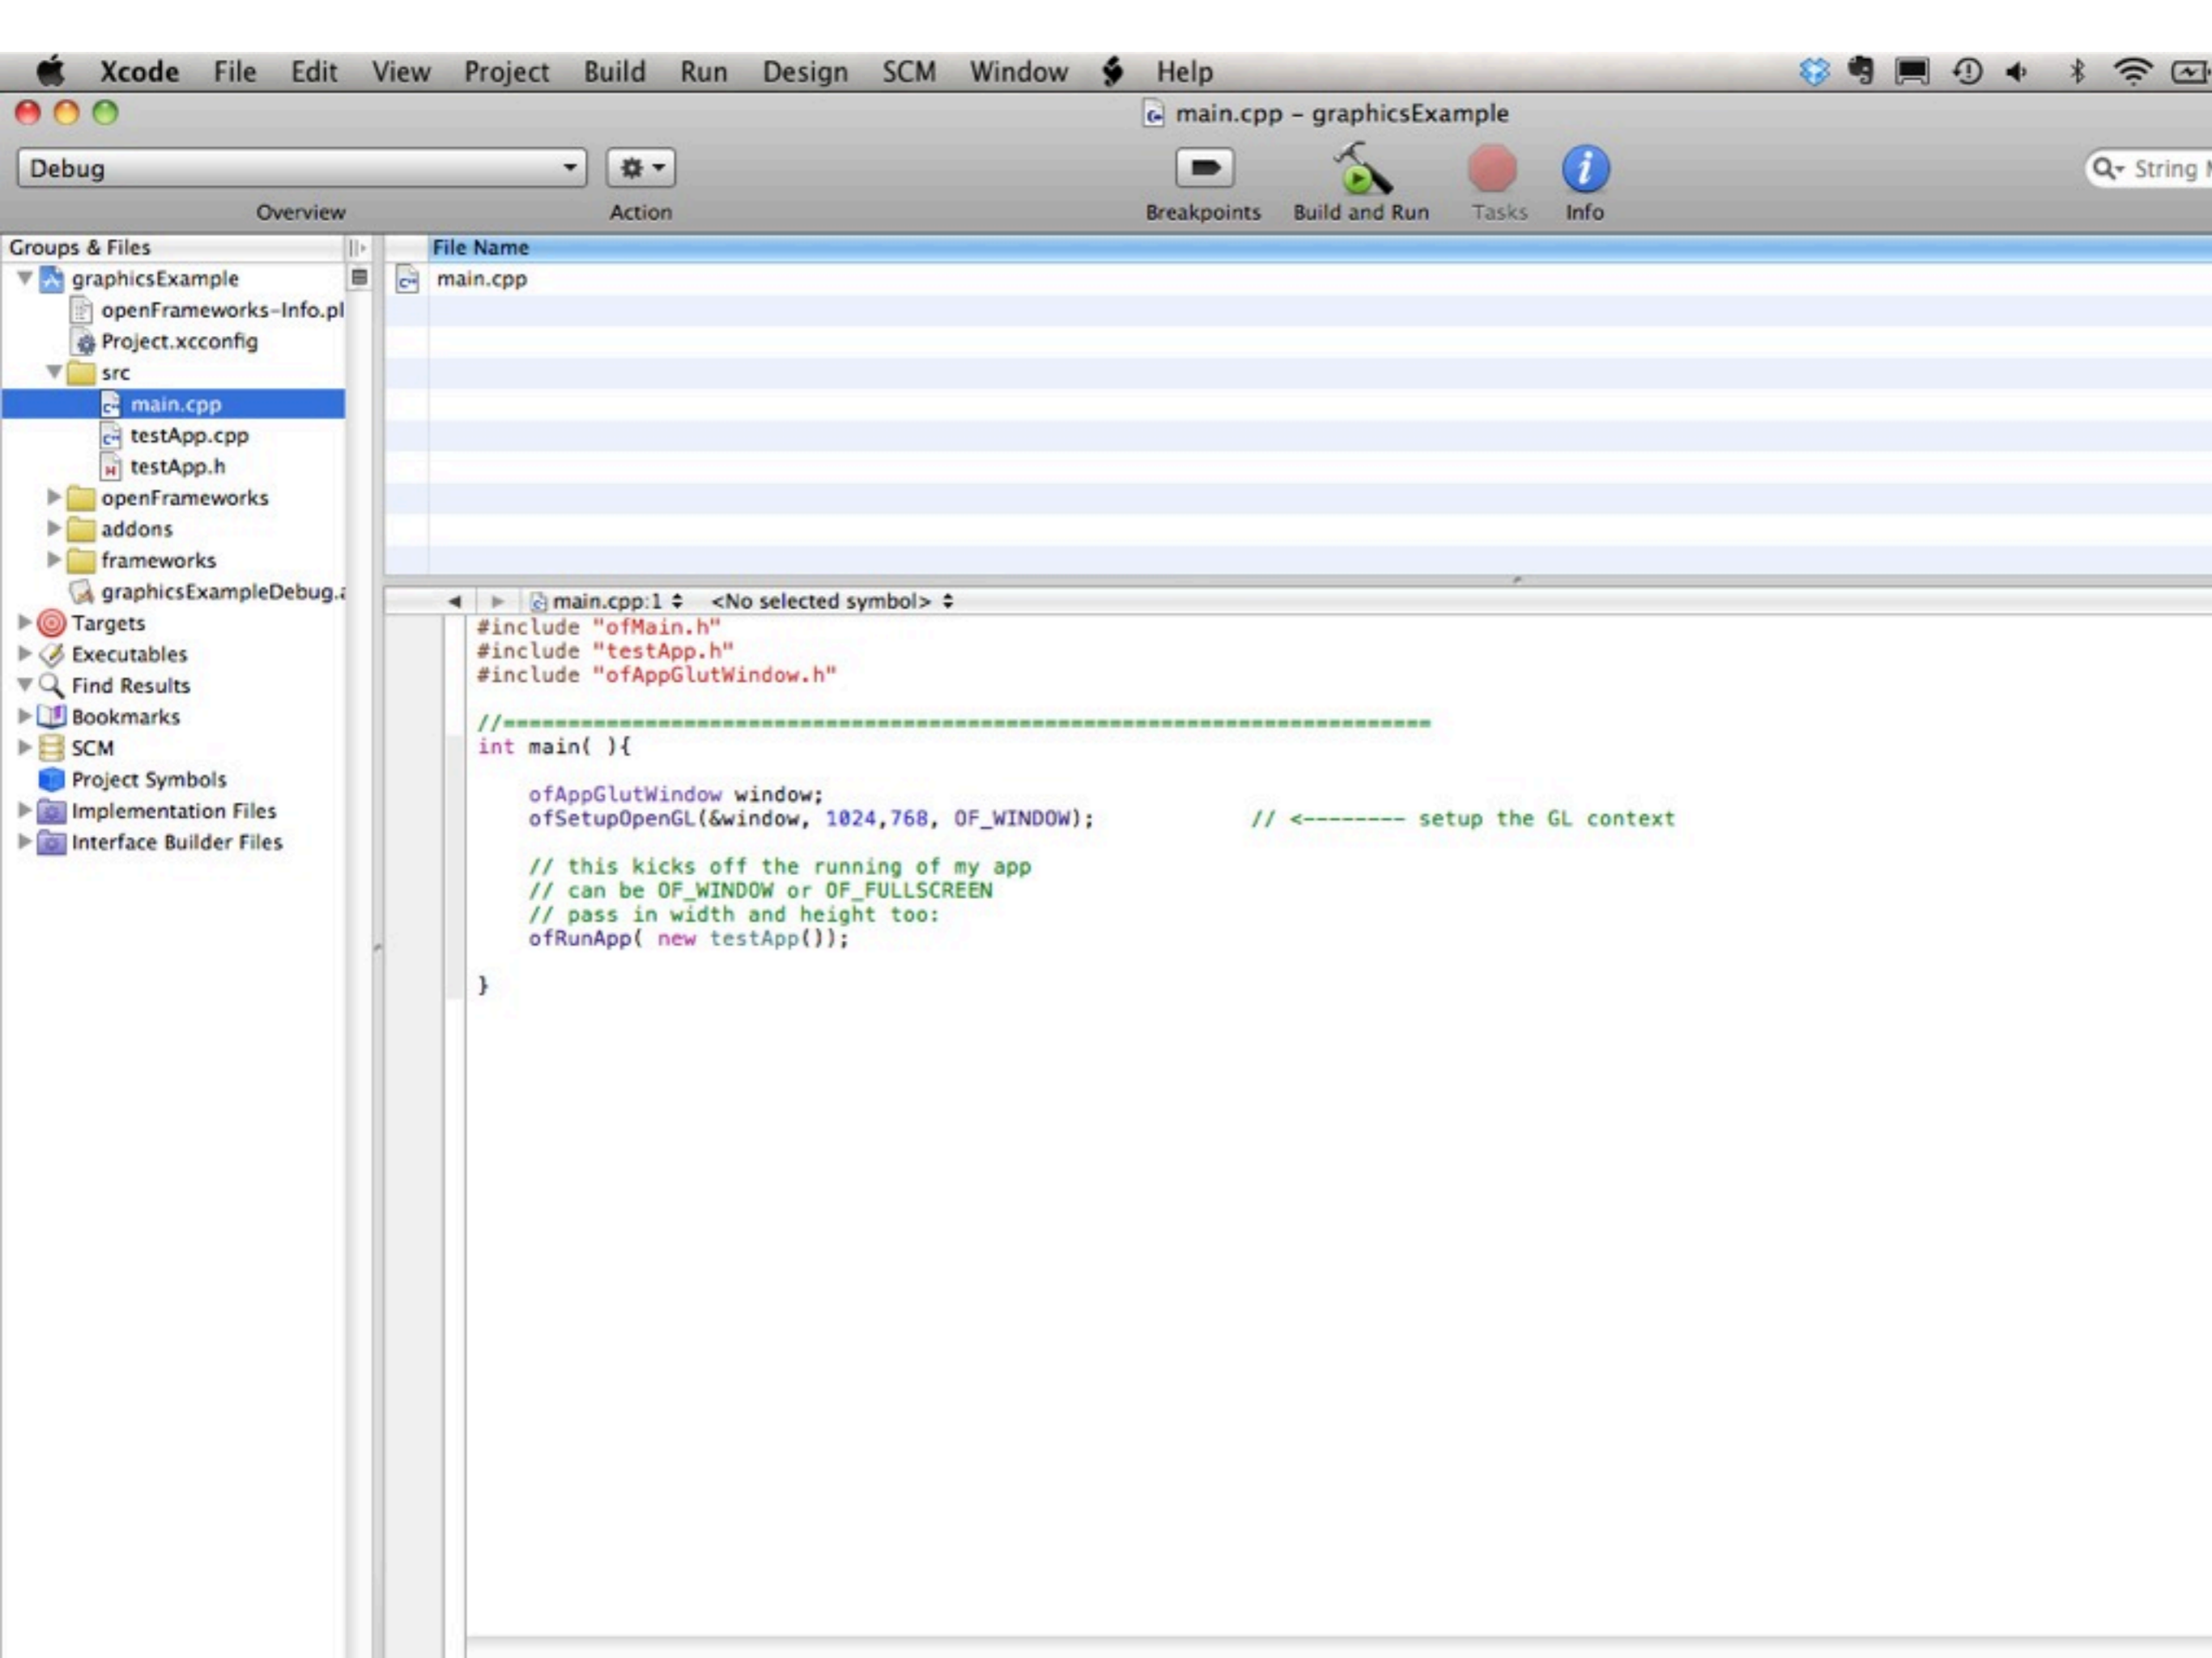 Xcode File Edit View Project Build Run Design SCM Window Help
main.cpp – graphicsExample
Debug
String
Overview Action Breakpoints Build and Run Tasks Info
Groups & Files
graphicsExample
openFrameworks-Info.pl
Project.xcconfig
src
main.cpp
testApp.cpp
testApp.h
openFrameworks
addons
frameworks
graphicsExampleDebug.a
Targets
Executables
Find Results
Bookmarks
SCM
Project Symbols
Implementation Files
Interface Builder Files
File Name
main.cpp
main.cpp:1 <No selected symbol>
#include "ofMain.h"
#include "testApp.h"
#include "ofAppGlutWindow.h"
//========================================================================
int main( ){
ofAppGlutWindow window;
ofSetupOpenGL(&window, 1024,768, OF_WINDOW); // <-------- setup the GL context
// this kicks off the running of my app
// can be OF_WINDOW or OF_FULLSCREEN
// pass in width and height too:
ofRunApp( new testApp());
}